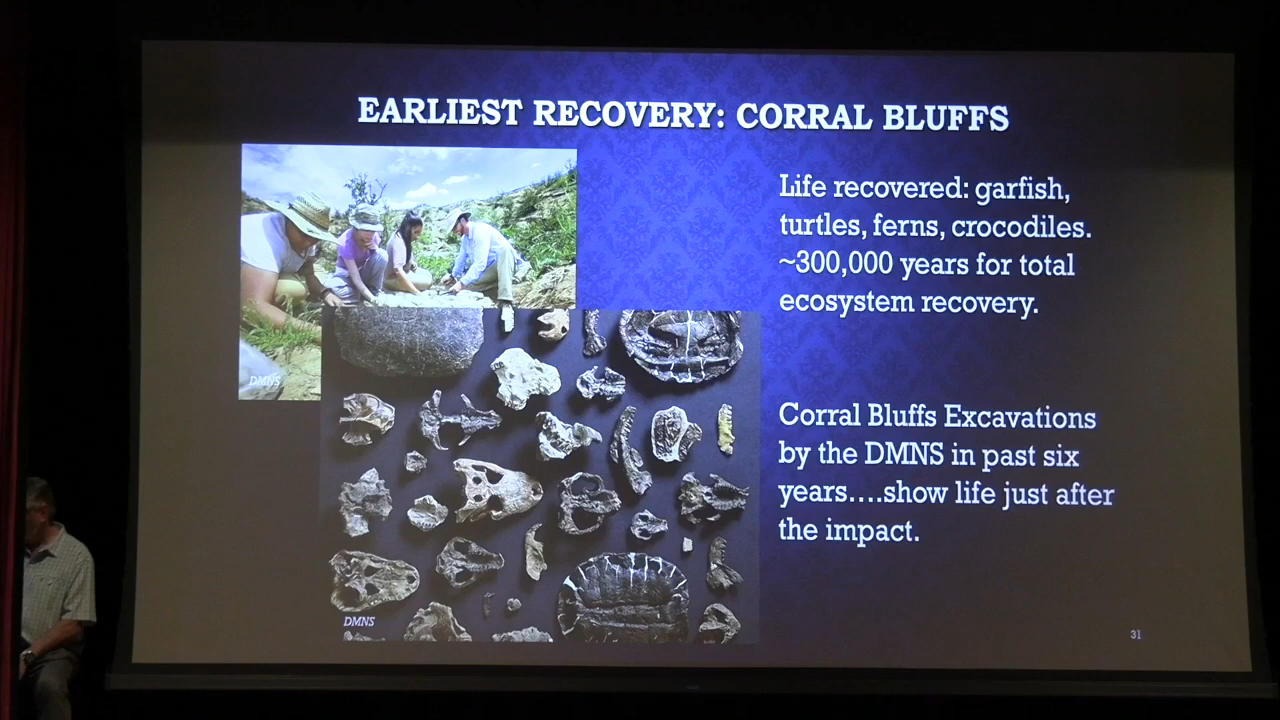 EARLIEST RECOVERY: CORRAL BLUFFS
Life recovered: garfish,
turtles, ferns, crocodiles.
~300,000 years for total
ecosystem recovery.
DMNS
Corral Bluffs Excavations
by the DMNS in past six
years....show life just after
the impact.
DMNS
31